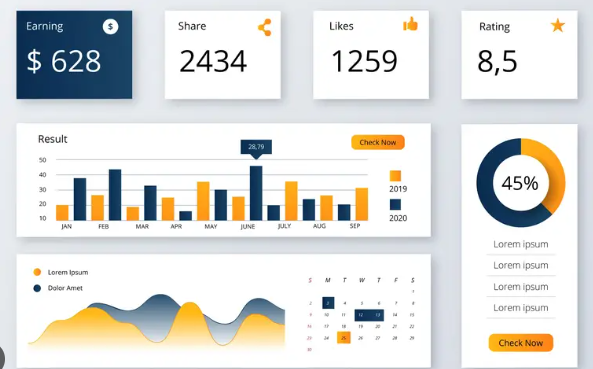 Earning
$
$ 628
Share
2434
Likes
1259
Rating
8,5
Result
28,79
Check Now
50
40
30
20
10
JAN FEB MAR APR MAY JUNE JULY AUG SEP
2019
2020
45%
Lorem ipsum
Lorem ipsum
Lorem ipsum
Lorem ipsum
Check Now
Lorem Ipsum
Dolor Amet
S M T W T F S
1
2 3 4 5 6 7 8
9 10 11 12 13 14 15
16 17 18 19 20 21 22
23 24 25 26 27 28 29
30